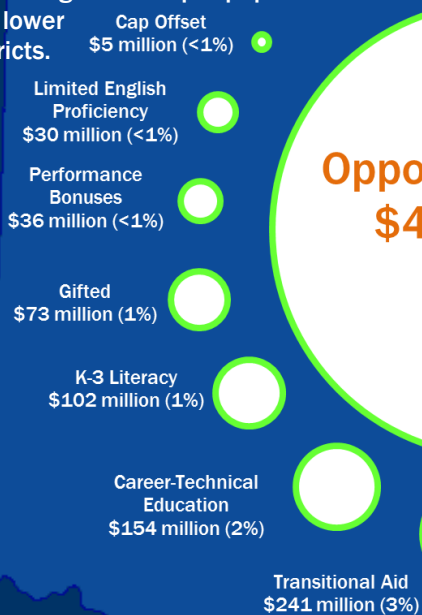 lower
Cap Offset
$5 million (<1%)
Limited English
Proficiency
$30 million (<1%)
Performance
Bonuses
$36 million (<1%)
Gifted
$73 million (1%)
K-3 Literacy
$102 million (1%)
Career-Technical
Education
$154 million (2%)
Transitional Aid
$241 million (3%)
Oppo
$4